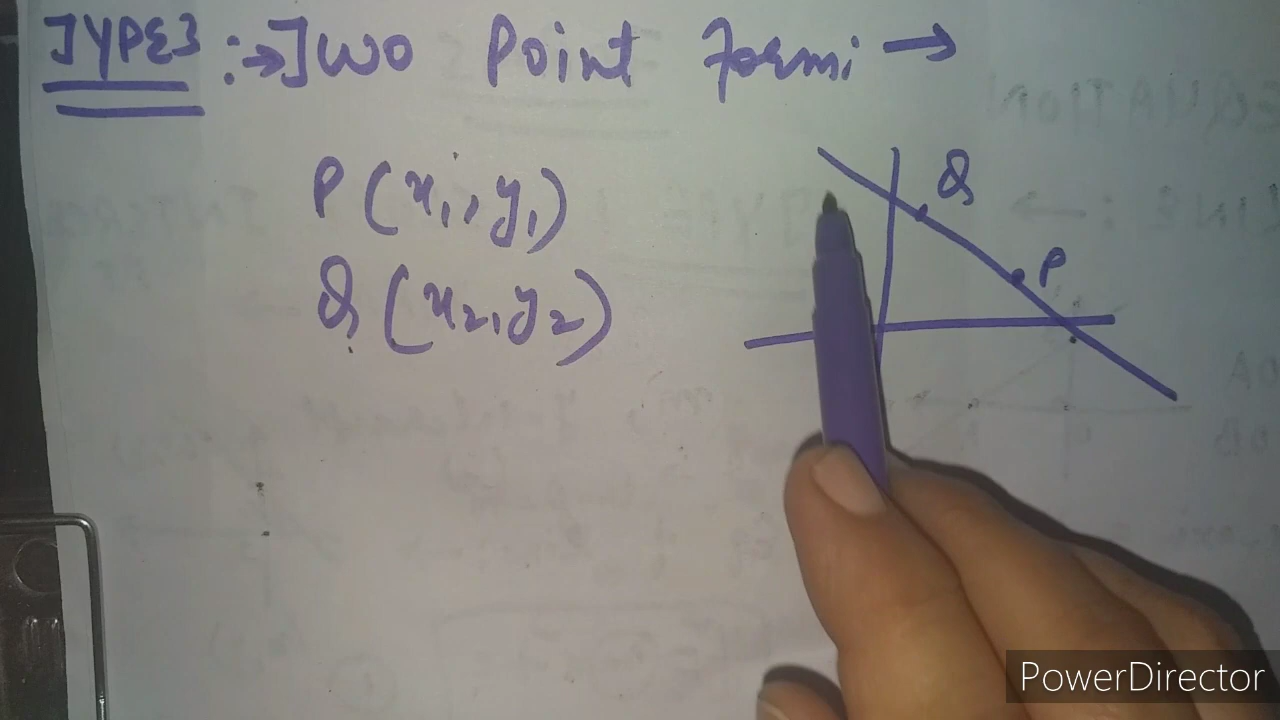 TYPE3 :→ Two Point form: →
P(x₁, y₁)
Q(x₂, y₂)
Q
P
PowerDirector